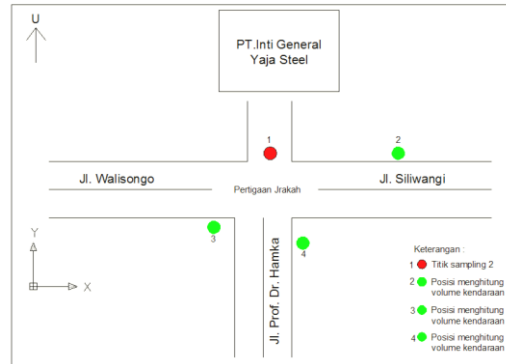 U
PT.Inti General
Yaja Steel
1
2
Jl. Walisongo
Jl. Siliwangi
Pertigaan Jrakah
3
4
Jl. Prof. Dr. Hamka
Y
X
Keterangan :
1 Titik sampling 2
2 Posisi menghitung
volume kendaraan
3 Posisi menghitung
volume kendaraan
4 Posisi menghitung
volume kendaraan